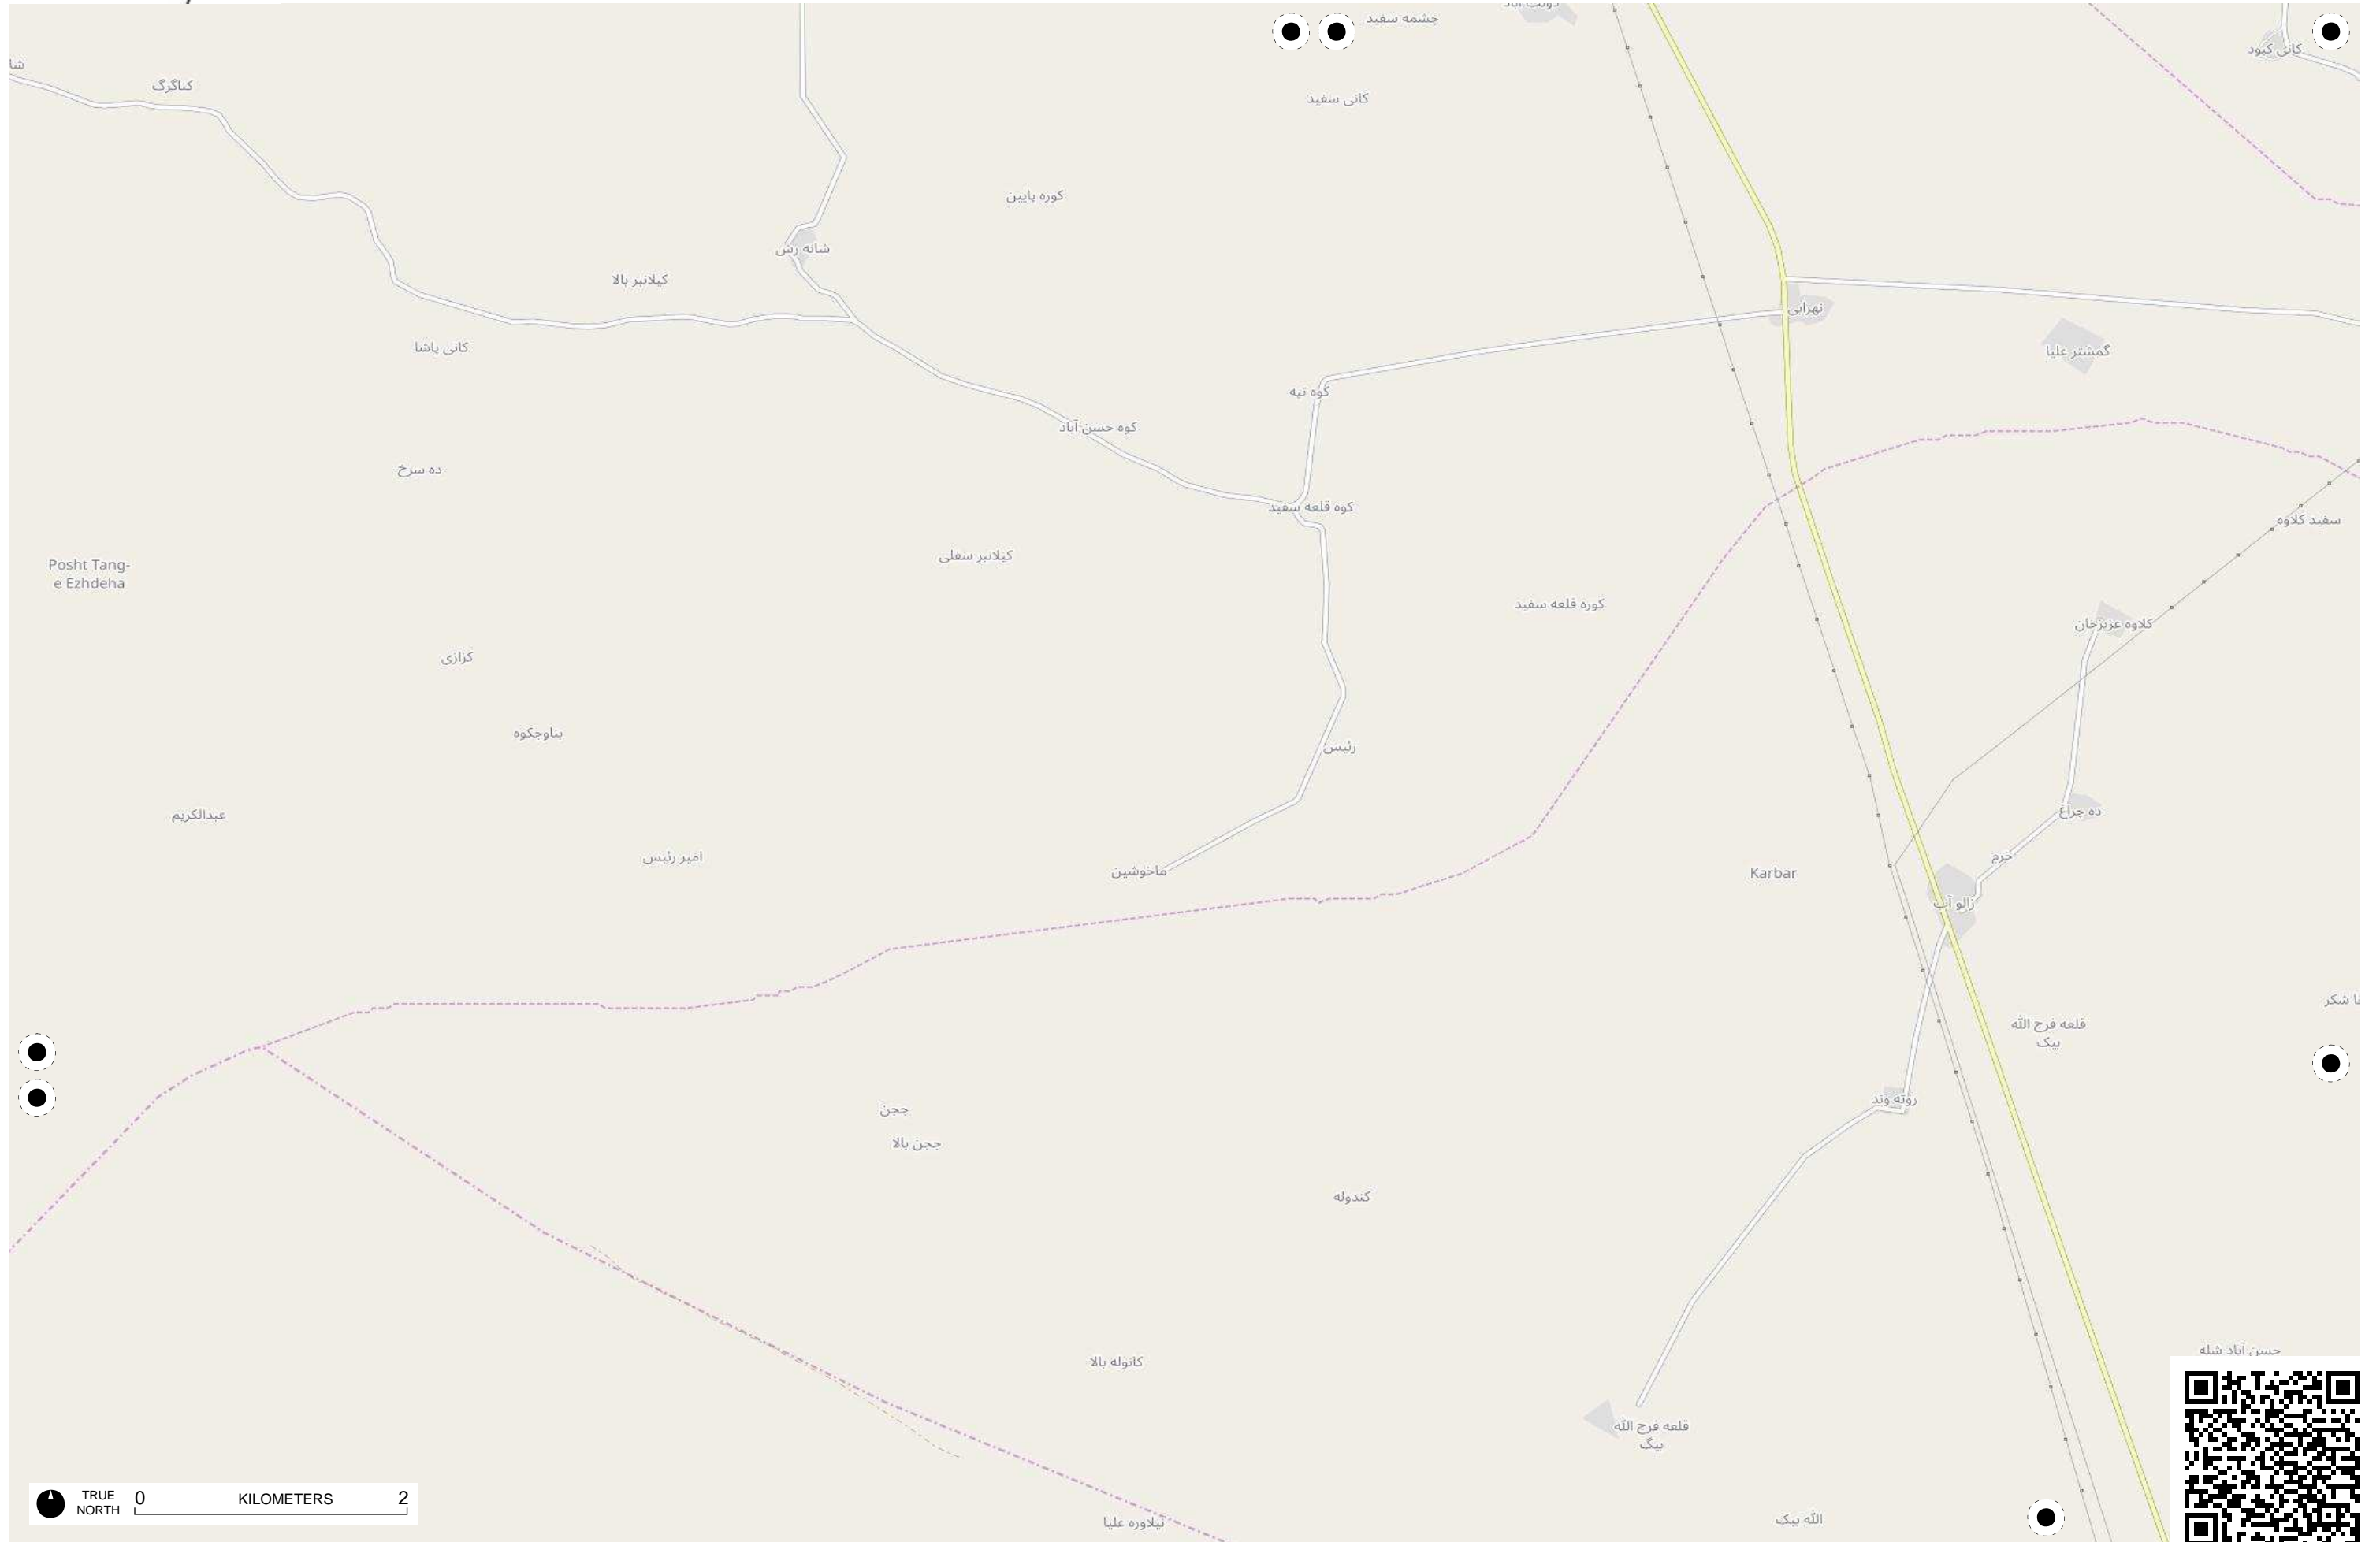 چشمه سفید
کانی کبود
کناگرگ
کانی سفید
کوره پایین
شانه رش
کیلانبر بالا
نهرابی
کانی پاشا
گمشتر علیا
کوه تپه
کوه حسن آباد
ده سرخ
کوه قلعه سفید
سفید کلاوه
کیلانبر سفلی
Posht Tang-
e Ezhdeha
کوره قلعه سفید
کلاوه عزیزخان
کزازی
بناوجکوه
رئیس
عبدالکریم
ده چراغ
امیر رئیس
خرم
ماخوشین
Karbar
زالو آب
قلعه فرج الله
بیک
روته وند
ججن
ججن بالا
کندوله
حسن آباد شله
کانوله بالا
قلعه فرج الله
بیگ
TRUE
NORTH
0 KILOMETERS 2
تیلاوره علیا
الله بیک